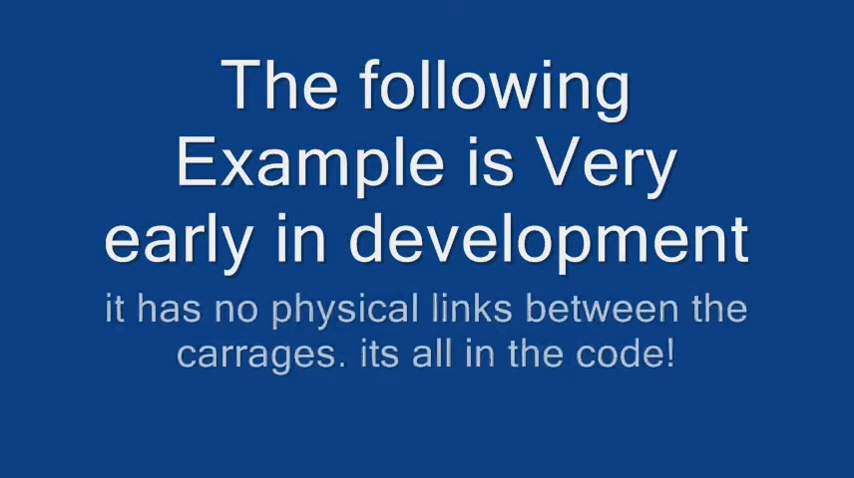 The following
Example is Very
early in development
it has no physical links between the
carrages. its all in the code!